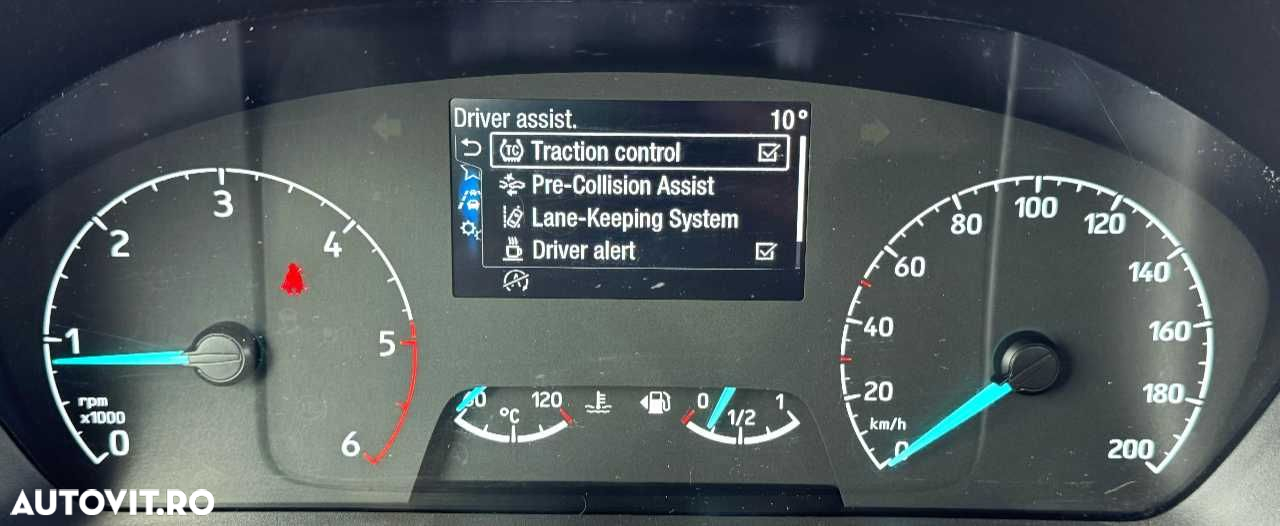 Driver assist. 10°
TC Traction control
Pre-Collision Assist
Lane-Keeping System
Driver alert
A
0
1
2
3
4
5
6
rpm
x1000
120
°C
0
1/2
1
0
20
40
60
80
100
120
140
160
180
200
km/h
AUTOVIT.RO